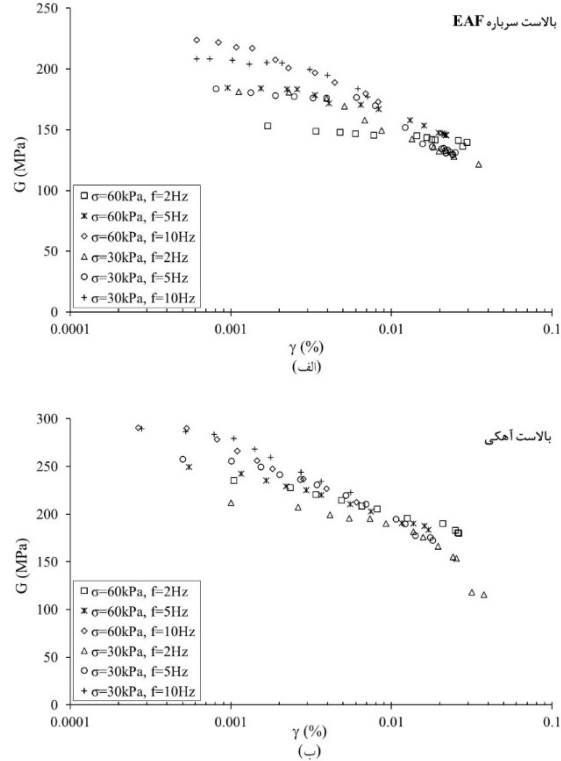 بالاست سرباره EAF
250
200
150
100
50
0
G (MPa)
σ=60kPa, f=2Hz
σ=60kPa, f=5Hz
σ=60kPa, f=10Hz
σ=30kPa, f=2Hz
σ=30kPa, f=5Hz
σ=30kPa, f=10Hz
0.0001 0.001 0.01 0.1
γ (%)
(الف)
بالاست آهکی
300
250
200
150
100
50
0
G (MPa)
σ=60kPa, f=2Hz
σ=60kPa, f=5Hz
σ=60kPa, f=10Hz
σ=30kPa, f=2Hz
σ=30kPa, f=5Hz
σ=30kPa, f=10Hz
0.0001 0.001 0.01 0.1
γ (%)
(ب)